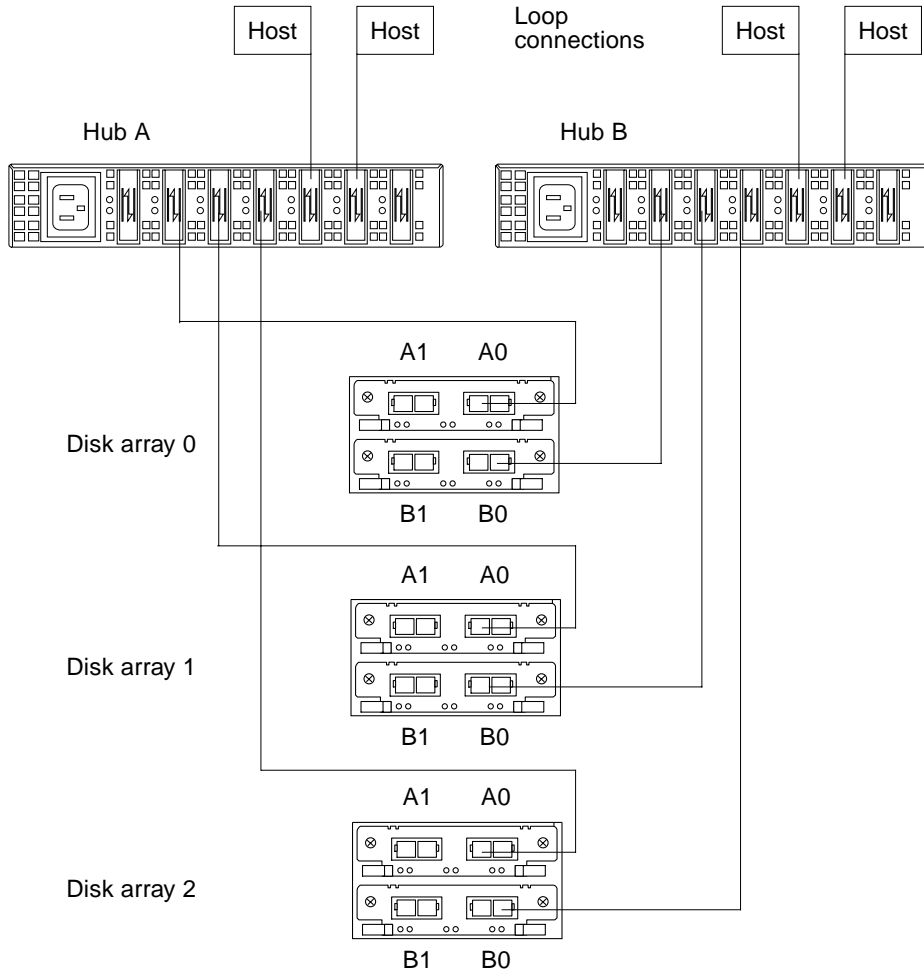 Host
Host
Loop
connections
Host
Host
Hub A
Hub B
A1 A0
Disk array 0
B1 B0
A1 A0
Disk array 1
B1 B0
A1 A0
Disk array 2
B1 B0